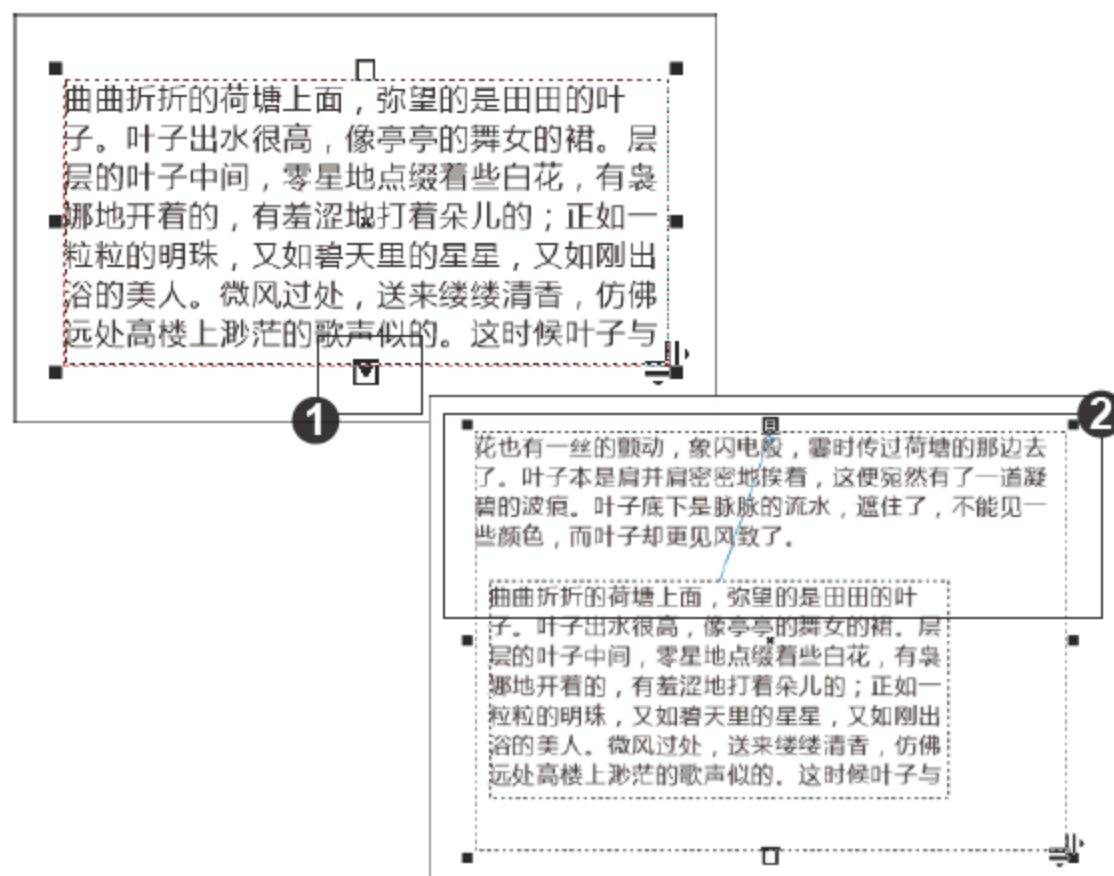 曲曲折折的荷塘上面，弥望的是田田的叶
子。叶子出水很高，像亭亭的舞女的裙。层
层的叶子中间，零星地点缀着些白花，有袅
娜地开着的，有羞涩地打着朵儿的；正如一
粒粒的明珠，又如碧天里的星星，又如刚出
浴的美人。微风过处，送来缕缕清香，仿佛
远处高楼上渺茫的歌声似的。这时候叶子与
1
2
花也有一丝的颤动，象闪电般，霎时传过荷塘的那边去
了。叶子本是肩并肩密密地挨着，这便宛然有了一道凝
碧的波痕。叶子底下是脉脉的流水，遮住了，不能见一
些颜色，而叶子却更见风致了。
曲曲折折的荷塘上面，弥望的是田田的叶
子。叶子出水很高，像亭亭的舞女的裙。层
层的叶子中间，零星地点缀着些白花，有袅
娜地开着的，有羞涩地打着朵儿的；正如一
粒粒的明珠，又如碧天里的星星，又如刚出
浴的美人。微风过处，送来缕缕清香，仿佛
远处高楼上渺茫的歌声似的。这时候叶子与